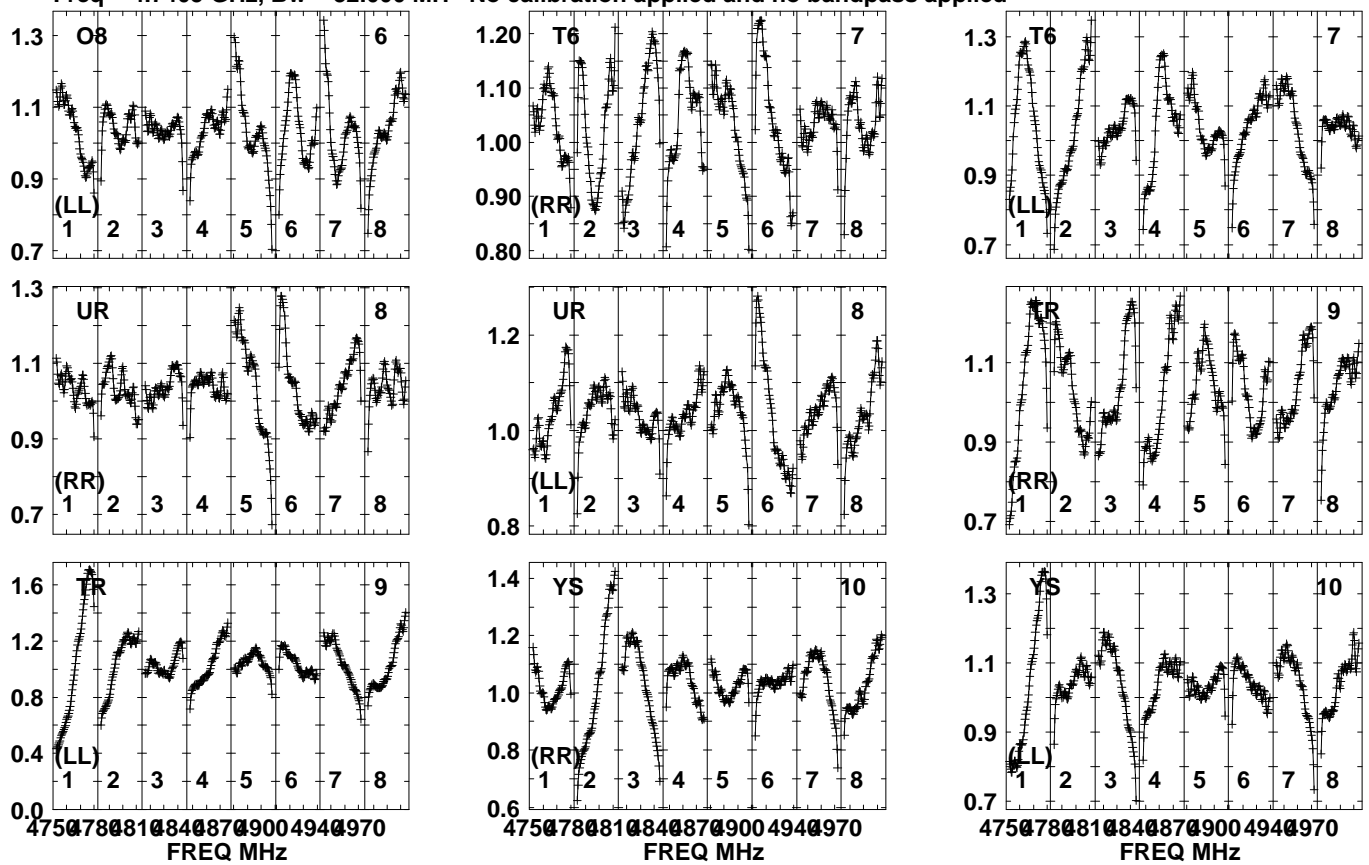 Freq = GHz, Bw = MH No calibration applied and no bandpass applied
O8 6
1.3
1.1
0.9
0.7
(LL)
1 2 3 4 5 6 7 8
T6 7
1.20
1.10
1.00
0.90
0.80
(RR)
1 2 3 4 5 6 7 8
T6 7
1.3
1.1
0.9
0.7
(LL)
1 2 3 4 5 6 7 8
UR 8
1.3
1.1
0.9
0.7
(RR)
1 2 3 4 5 6 7 8
UR 8
1.2
1.0
0.8
(LL)
1 2 3 4 5 6 7 8
TR 9
1.1
0.9
0.7
(RR)
1 2 3 4 5 6 7 8
TR 9
1.6
1.2
0.8
0.4
0.0
(LL)
1 2 3 4 5 6 7 8
4750 4780 4810 4840 4870 4900 4940 4970
FREQ MHz
YS 10
1.4
1.2
1.0
0.8
0.6
(RR)
1 2 3 4 5 6 7 8
4750 4780 4810 4840 4870 4900 4940 4970
FREQ MHz
YS 10
1.3
1.1
0.9
0.7
(LL)
1 2 3 4 5 6 7 8
4750 4780 4810 4840 4870 4900 4940 4970
FREQ MHz